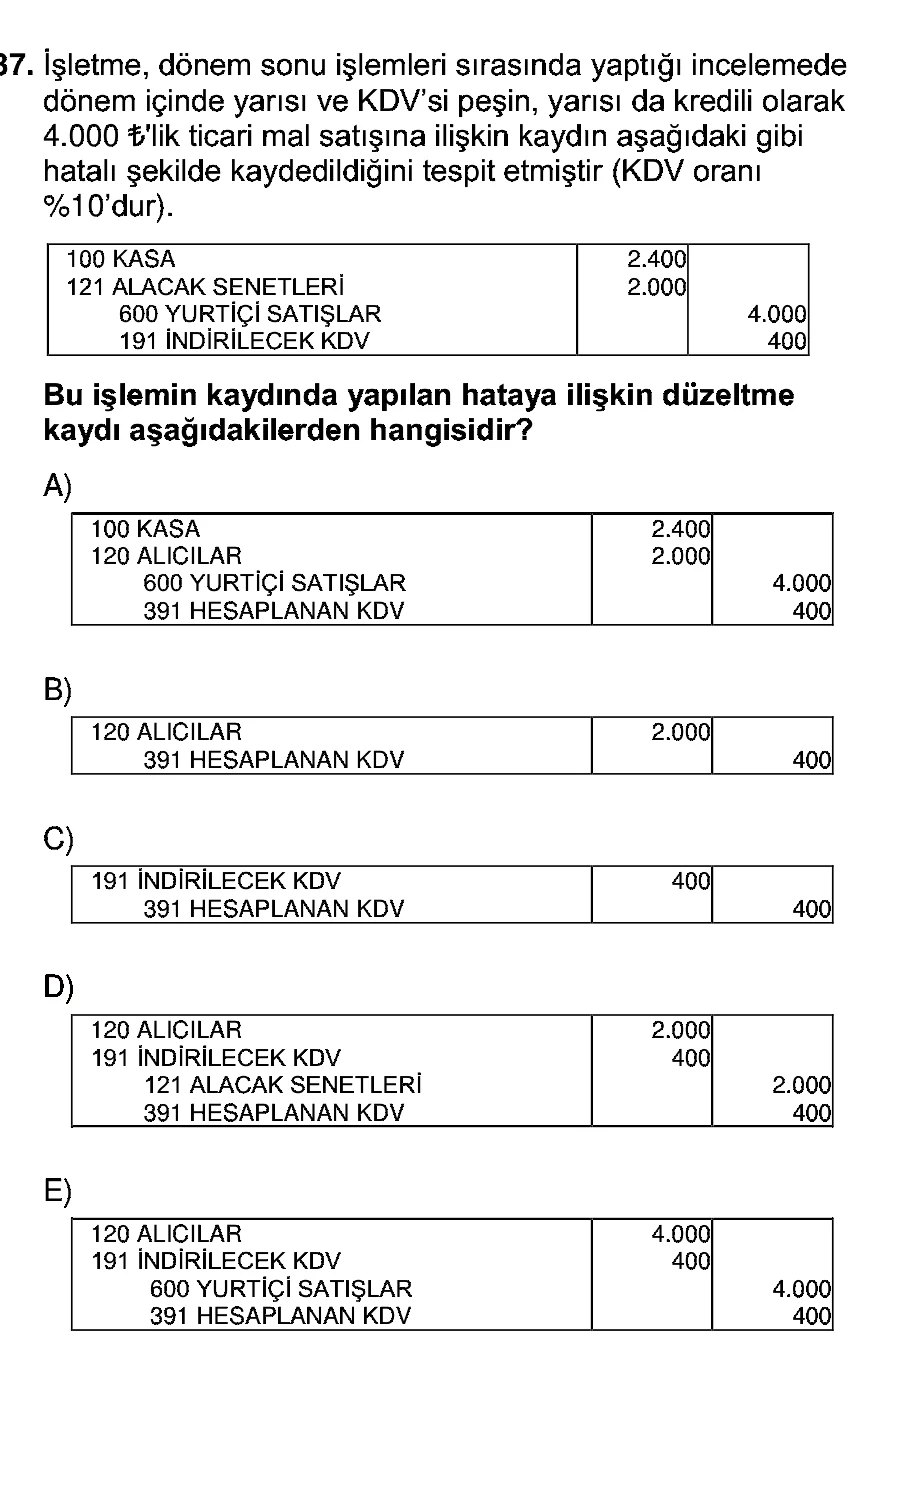 37. İşletme, dönem sonu işlemleri sırasında yaptığı incelemede
dönem içinde yarısı ve KDV'si peşin, yarısı da kredili olarak
4.000 ₺'lik ticari mal satışına ilişkin kaydın aşağıdaki gibi
hatalı şekilde kaydedildiğini tespit etmiştir (KDV oranı
%10'dur).
100 KASA 2.400
121 ALACAK SENETLERİ 2.000
600 YURTİÇİ SATIŞLAR 4.000
191 İNDİRİLECEK KDV 400
Bu işlemin kaydında yapılan hataya ilişkin düzeltme
kaydı aşağıdakilerden hangisidir?
A)
100 KASA 2.400
120 ALICILAR 2.000
600 YURTİÇİ SATIŞLAR 4.000
391 HESAPLANAN KDV 400
B)
120 ALICILAR 2.000
391 HESAPLANAN KDV 400
C)
191 İNDİRİLECEK KDV 400
391 HESAPLANAN KDV 400
D)
120 ALICILAR 2.000
191 İNDİRİLECEK KDV 400
121 ALACAK SENETLERİ 2.000
391 HESAPLANAN KDV 400
E)
120 ALICILAR 4.000
191 İNDİRİLECEK KDV 400
600 YURTİÇİ SATIŞLAR 4.000
391 HESAPLANAN KDV 400